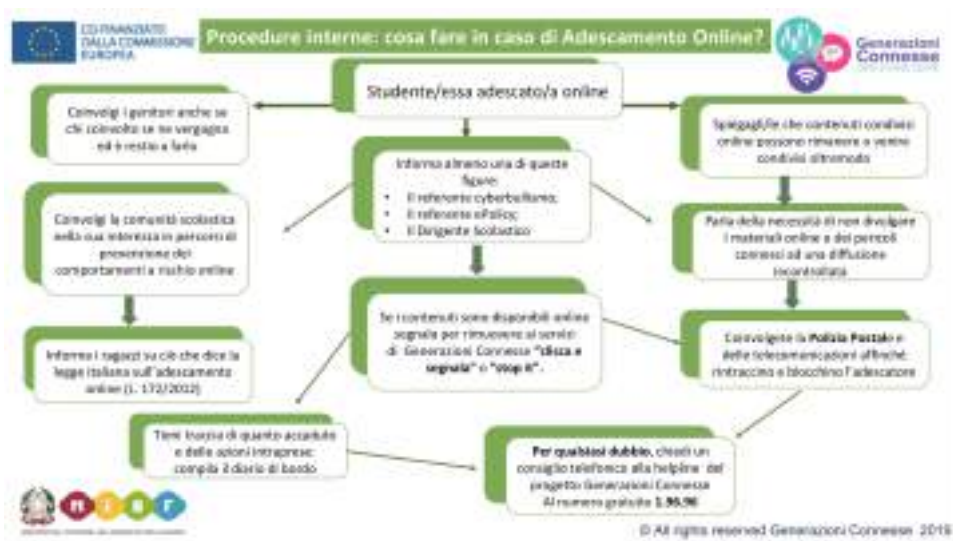 CO-FINANZIATO
DALLA COMMISSIONE
EUROPEA
Procedure interne: cosa fare in caso di Adescamento Online?
Generazioni
Connesse
Studente/essa adescato/a online
Coinvolgi i genitori anche se
chi coinvolto se ne vergogna
ed è restio a farlo
Spiegagli/le che contenuti condivisi
online possono rimanere o venire
condivisi oltremodo
Informa almeno una di queste
figure:
• Il referente cyberbullismo;
• Il referente ePolicy;
• Il Dirigente Scolastico
Coinvolgi la comunità scolastica
nella sua interezza in percorsi di
prevenzione dei
comportamenti a rischio online
Parla della necessità di non divulgare
i materiali online e dei pericoli
connessi ad una diffusione
incontrollata
Se i contenuti sono disponibili online
segnala per rimuovere ai servizi
di Generazioni Connesse "clicca e
segnala" o "stop it".
Informa i ragazzi su ciò che dice la
legge italiana sull'adescamento
online (L. 172/2012)
Coinvolgete la Polizia Postale e
delle telecomunicazioni affinché
rintraccino e blocchino l'adescatore
Tieni traccia di quanto accaduto
e delle azioni intraprese:
compila il diario di bordo
Per qualsiasi dubbio, chiedi un
consiglio telefonico alla helpline del
progetto Generazioni Connesse
Al numero gratuito 1.96.96
© All rights reserved Generazioni Connesse 2019